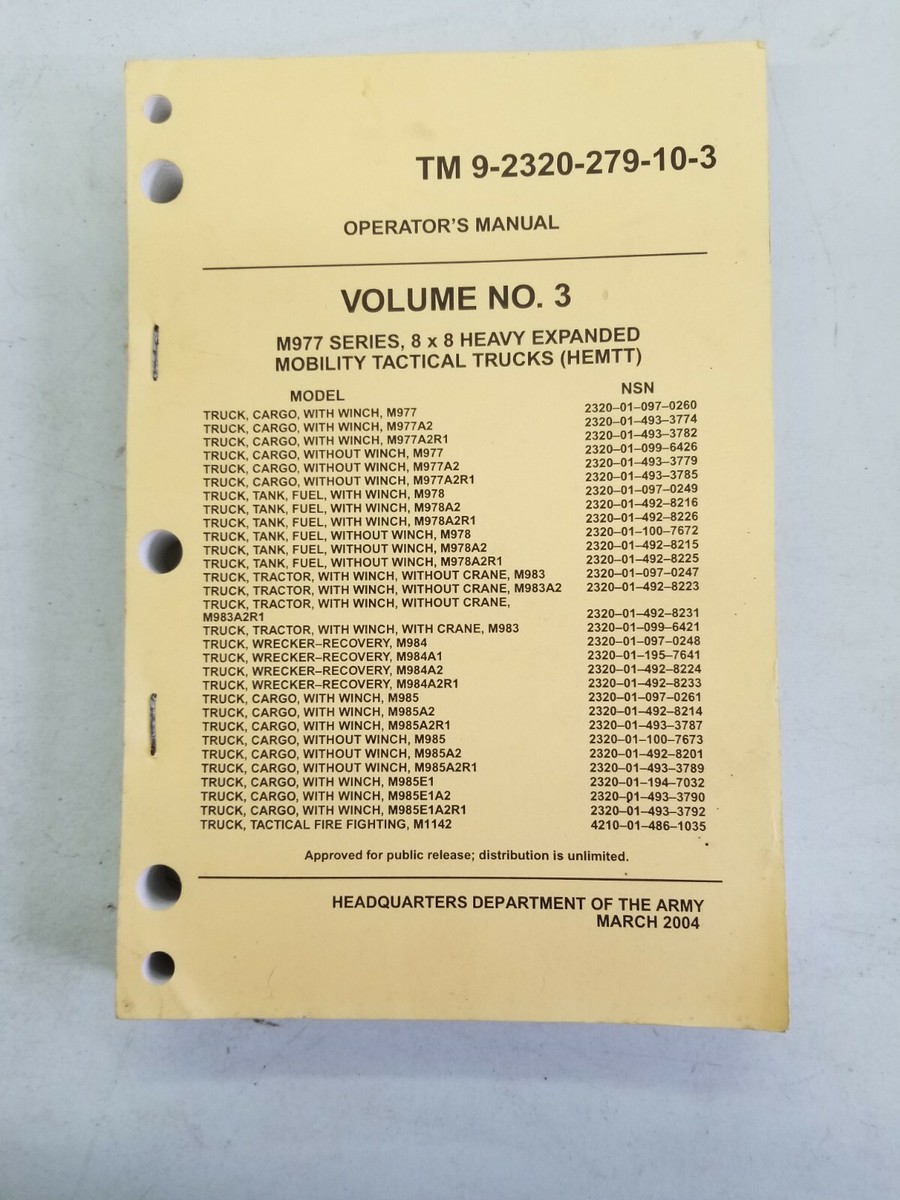 TM 9-2320-279-10-3
OPERATOR'S MANUAL
VOLUME NO. 3
M977 SERIES, 8 x 8 HEAVY EXPANDED
MOBILITY TACTICAL TRUCKS (HEMTT)
MODEL NSN
TRUCK, CARGO, WITH WINCH, M977 2320–01–097–0260
TRUCK, CARGO, WITH WINCH, M977A2 2320–01–493–3774
TRUCK, CARGO, WITH WINCH, M977A2R1 2320–01–493–3782
TRUCK, CARGO, WITHOUT WINCH, M977 2320–01–099–6426
TRUCK, CARGO, WITHOUT WINCH, M977A2 2320–01–493–3779
TRUCK, CARGO, WITHOUT WINCH, M977A2R1 2320–01–493–3785
TRUCK, TANK, FUEL, WITH WINCH, M978 2320–01–097–0249
TRUCK, TANK, FUEL, WITH WINCH, M978A2 2320–01–492–8216
TRUCK, TANK, FUEL, WITH WINCH, M978A2R1 2320–01–492–8226
TRUCK, TANK, FUEL, WITHOUT WINCH, M978 2320–01–100–7672
TRUCK, TANK, FUEL, WITHOUT WINCH, M978A2 2320–01–492–8215
TRUCK, TANK, FUEL, WITHOUT WINCH, M978A2R1 2320–01–492–8225
TRUCK, TRACTOR, WITH WINCH, WITHOUT CRANE, M983 2320–01–097–0247
TRUCK, TRACTOR, WITH WINCH, WITHOUT CRANE, M983A2 2320–01–492–8223
TRUCK, TRACTOR, WITH WINCH, WITHOUT CRANE,
M983A2R1 2320–01–492–8231
TRUCK, TRACTOR, WITH WINCH, WITH CRANE, M983 2320–01–099–6421
TRUCK, WRECKER–RECOVERY, M984 2320–01–097–0248
TRUCK, WRECKER–RECOVERY, M984A1 2320–01–195–7641
TRUCK, WRECKER–RECOVERY, M984A2 2320–01–492–8224
TRUCK, WRECKER–RECOVERY, M984A2R1 2320–01–492–8233
TRUCK, CARGO, WITH WINCH, M985 2320–01–097–0261
TRUCK, CARGO, WITH WINCH, M985A2 2320–01–492–8214
TRUCK, CARGO, WITH WINCH, M985A2R1 2320–01–493–3787
TRUCK, CARGO, WITHOUT WINCH, M985 2320–01–100–7673
TRUCK, CARGO, WITHOUT WINCH, M985A2 2320–01–492–8201
TRUCK, CARGO, WITHOUT WINCH, M985A2R1 2320–01–493–3789
TRUCK, CARGO, WITH WINCH, M985E1 2320–01–194–7032
TRUCK, CARGO, WITH WINCH, M985E1A2 2320–01–493–3790
TRUCK, CARGO, WITH WINCH, M985E1A2R1 2320–01–493–3792
TRUCK, TACTICAL FIRE FIGHTING, M1142 4210–01–486–1035
Approved for public release; distribution is unlimited.
HEADQUARTERS DEPARTMENT OF THE ARMY
MARCH 2004